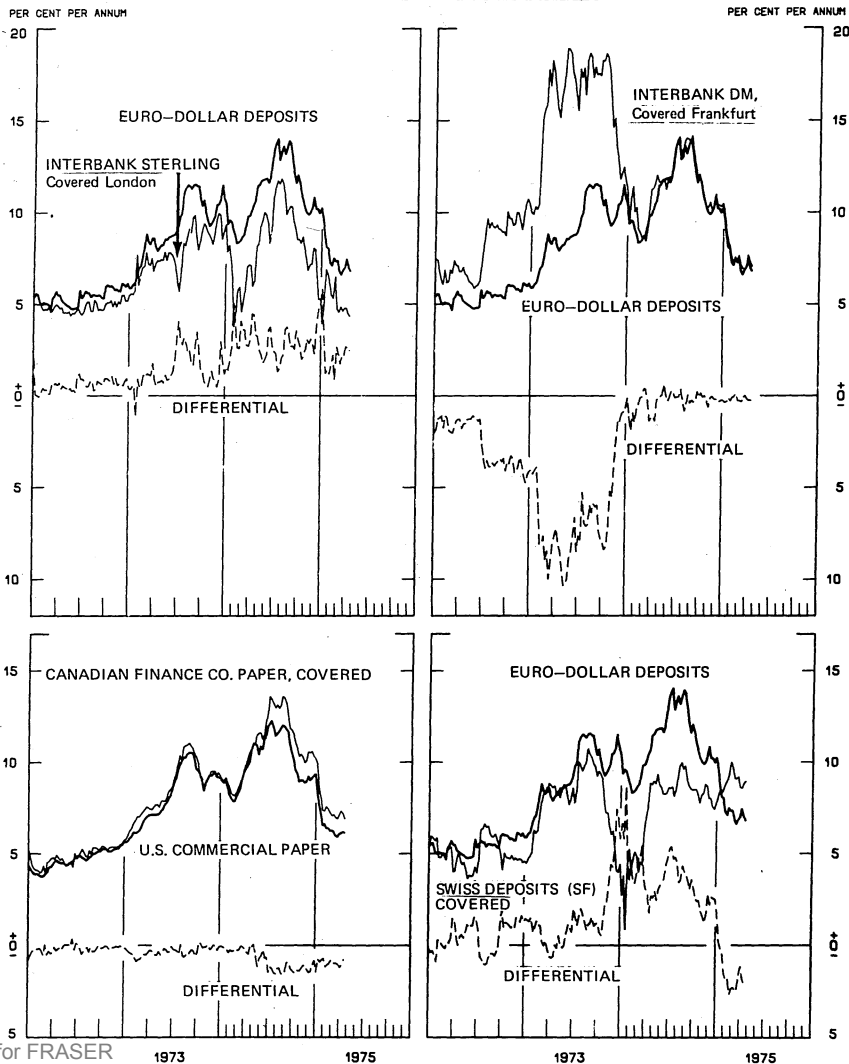 PER CENT PER ANNUM
PER CENT PER ANNUM
20
15
10
5
+
0
-
5
10
EURO-DOLLAR DEPOSITS
INTERBANK STERLING
Covered London
DIFFERENTIAL
20
15
10
5
+
0
-
5
10
INTERBANK DM,
Covered Frankfurt
EURO-DOLLAR DEPOSITS
DIFFERENTIAL
15
10
5
+
0
-
5
CANADIAN FINANCE CO. PAPER, COVERED
U.S. COMMERCIAL PAPER
DIFFERENTIAL
1973
1975
15
10
5
+
0
-
5
EURO-DOLLAR DEPOSITS
SWISS DEPOSITS (SF)
COVERED
DIFFERENTIAL
1973
1975
for FRASER